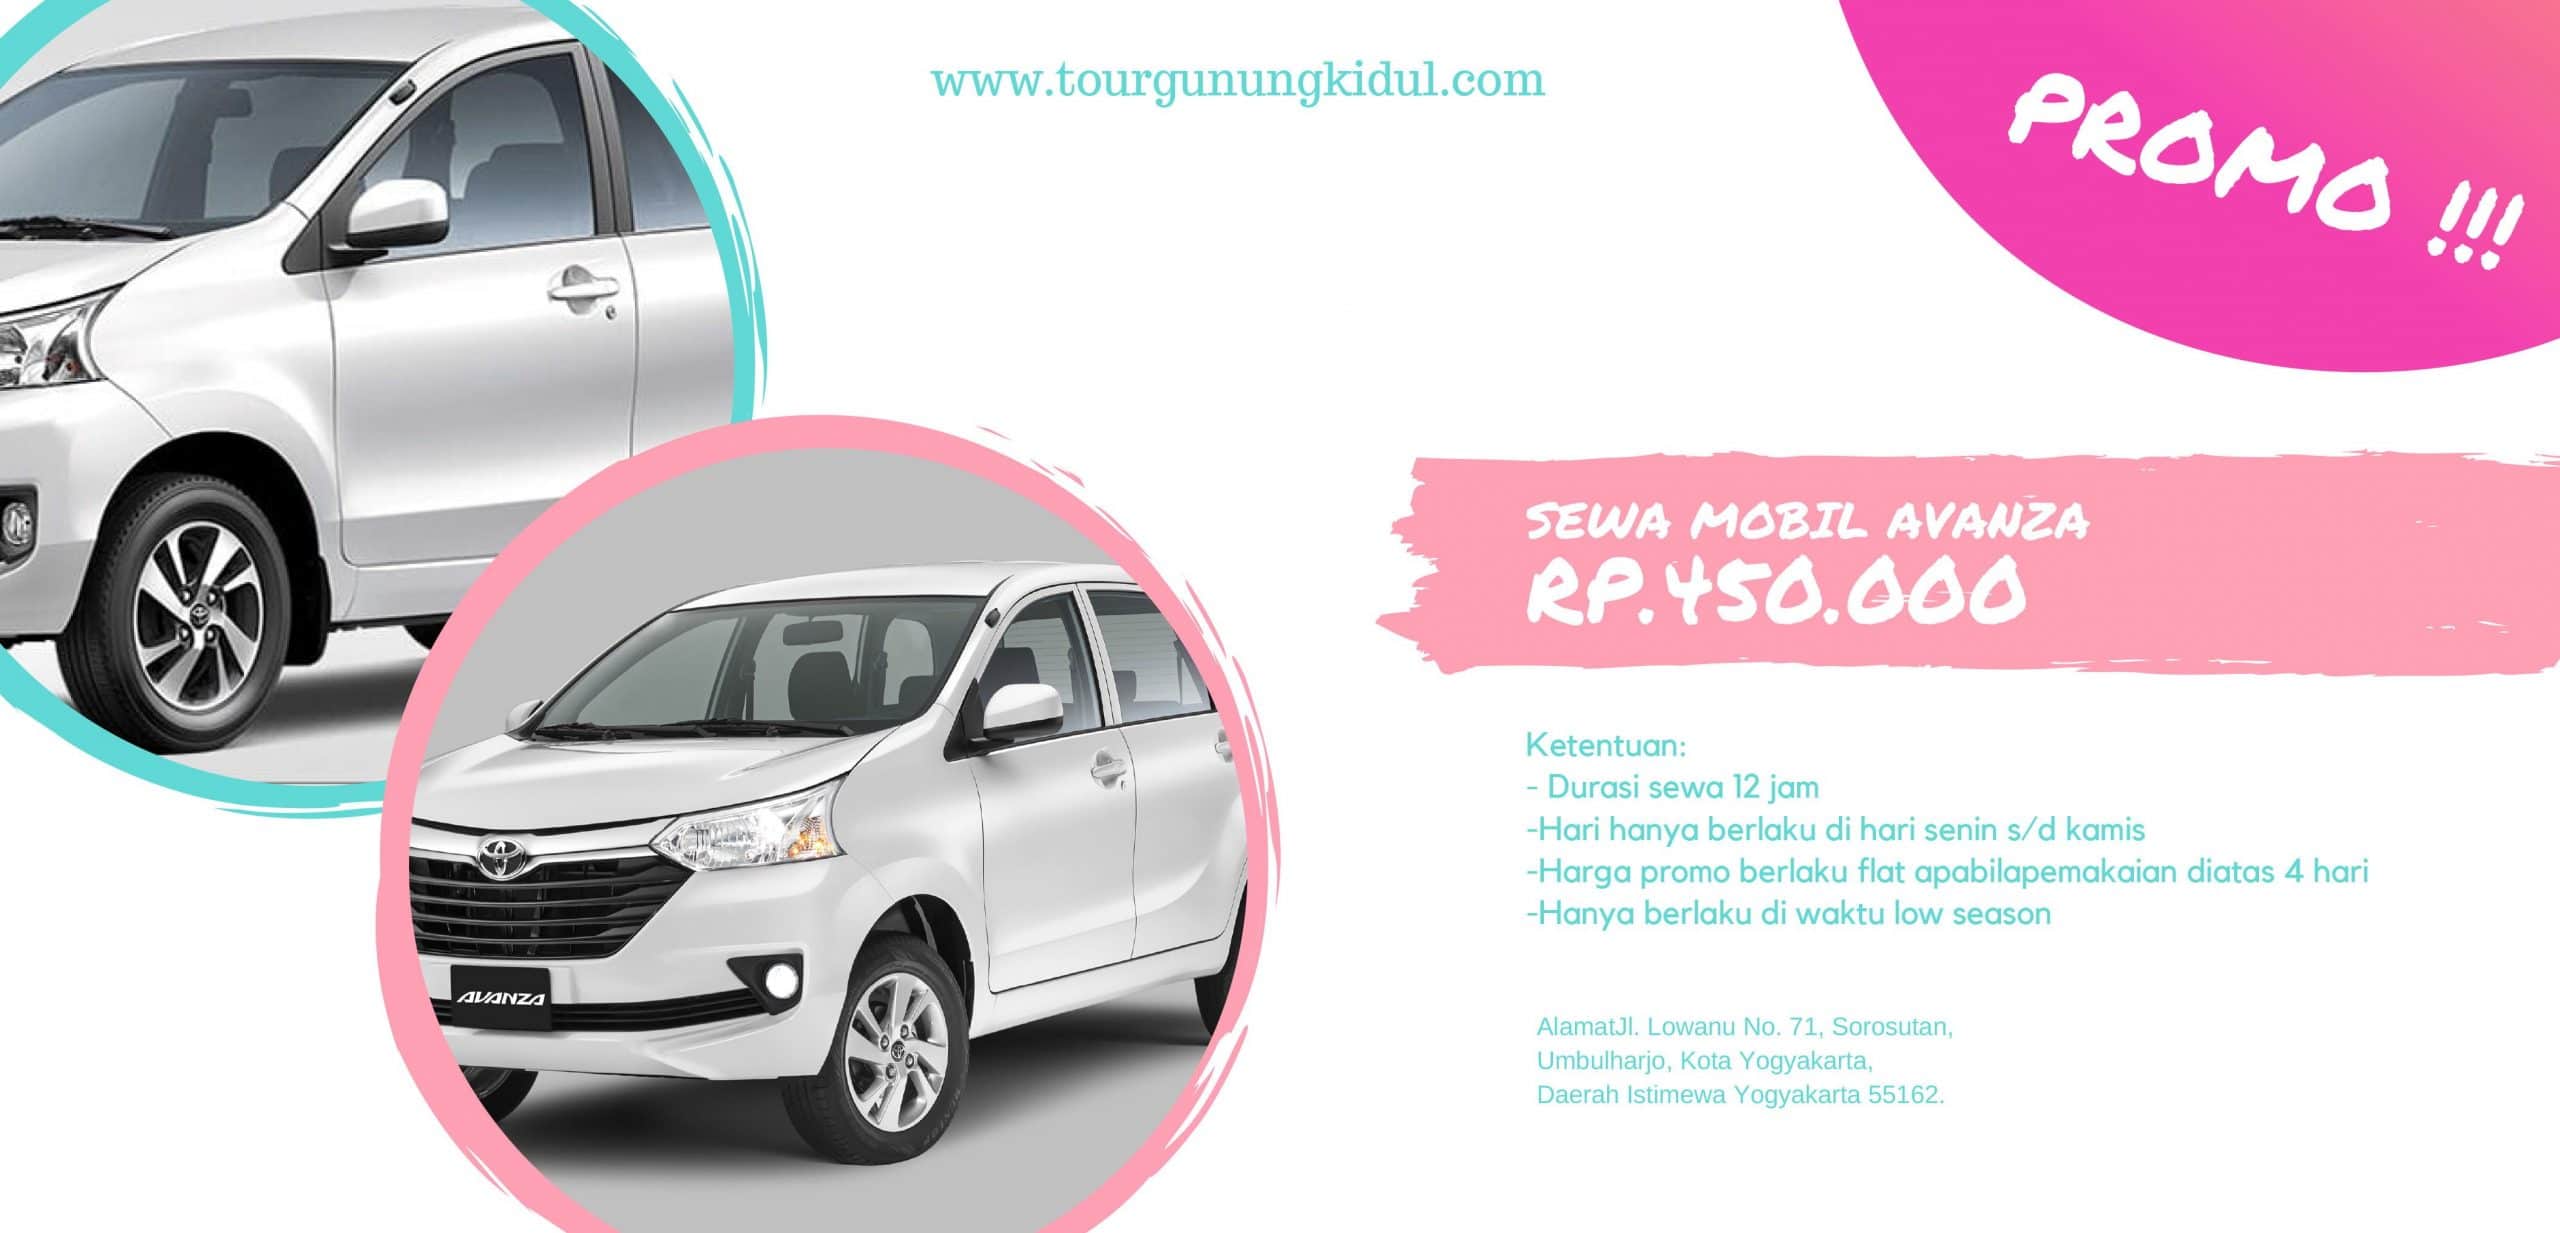 www.tourgunungkidul.com
PROMO !!!
SEWA MOBIL AVANZA
RP.450.000
Ketentuan:
- Durasi sewa 12 jam
-Hari hanya berlaku di hari senin s/d kamis
-Harga promo berlaku flat apabilapemakaian diatas 4 hari
-Hanya berlaku di waktu low season
AVANZA
AlamatJl. Lowanu No. 71, Sorosutan,
Umbulharjo, Kota Yogyakarta,
Daerah Istimewa Yogyakarta 55162.